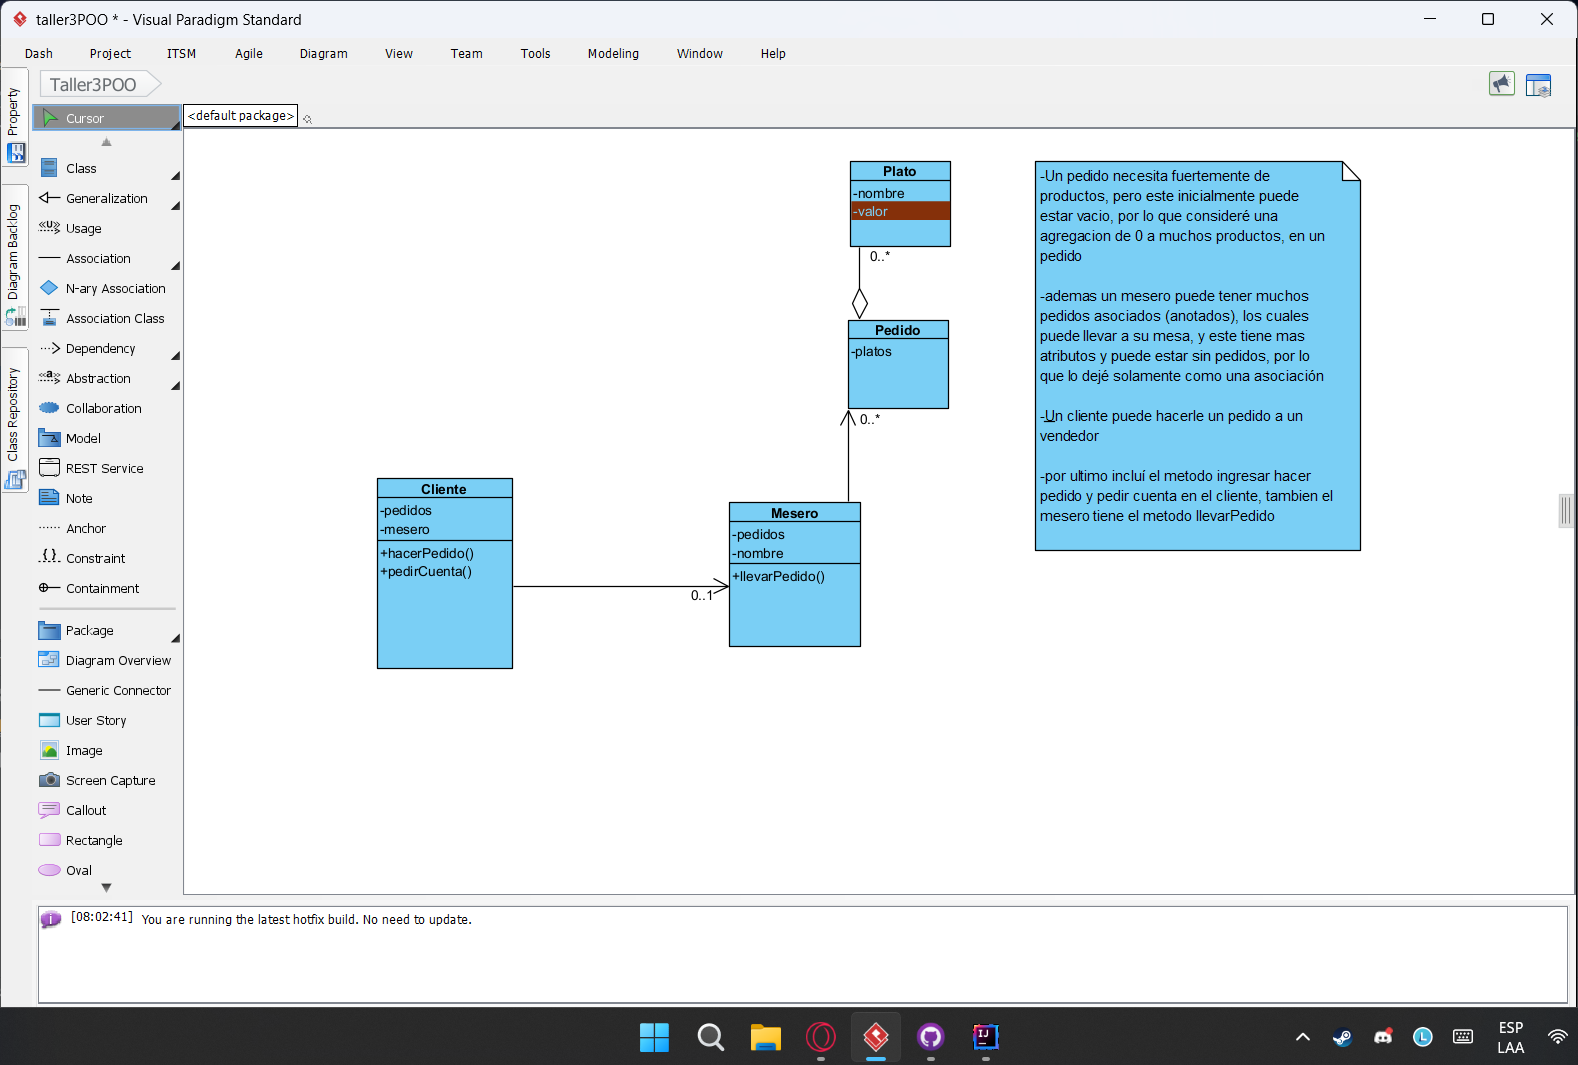 taller3POO * - Visual Paradigm Standard
Dash Project ITSM Agile Diagram View Team Tools Modeling Window Help
Taller3POO
Property
Diagram Backlog
Class Repository
Cursor
<default package>
Class
Generalization
Usage
Association
N-ary Association
Association Class
Dependency
Abstraction
Collaboration
Model
REST Service
Note
Anchor
Constraint
Containment
Package
Diagram Overview
Generic Connector
User Story
Image
Screen Capture
Callout
Rectangle
Oval
Plato
-nombre
-valor
0..*
Pedido
-platos
0..*
Cliente
-pedidos
-mesero
+hacerPedido()
+pedirCuenta()
0..1
Mesero
-pedidos
-nombre
+llevarPedido()
-Un pedido necesita fuertemente de
productos, pero este inicialmente puede
estar vacio, por lo que consideré una
agregacion de 0 a muchos productos, en un
pedido
-ademas un mesero puede tener muchos
pedidos asociados (anotados), los cuales
puede llevar a su mesa, y este tiene mas
atributos y puede estar sin pedidos, por lo
que lo dejé solamente como una asociación
-Un cliente puede hacerle un pedido a un
vendedor
-por ultimo incluí el metodo ingresar hacer
pedido y pedir cuenta en el cliente, tambien el
mesero tiene el metodo llevarPedido
[08:02:41] You are running the latest hotfix build. No need to update.
IJ
L
ESP
LAA